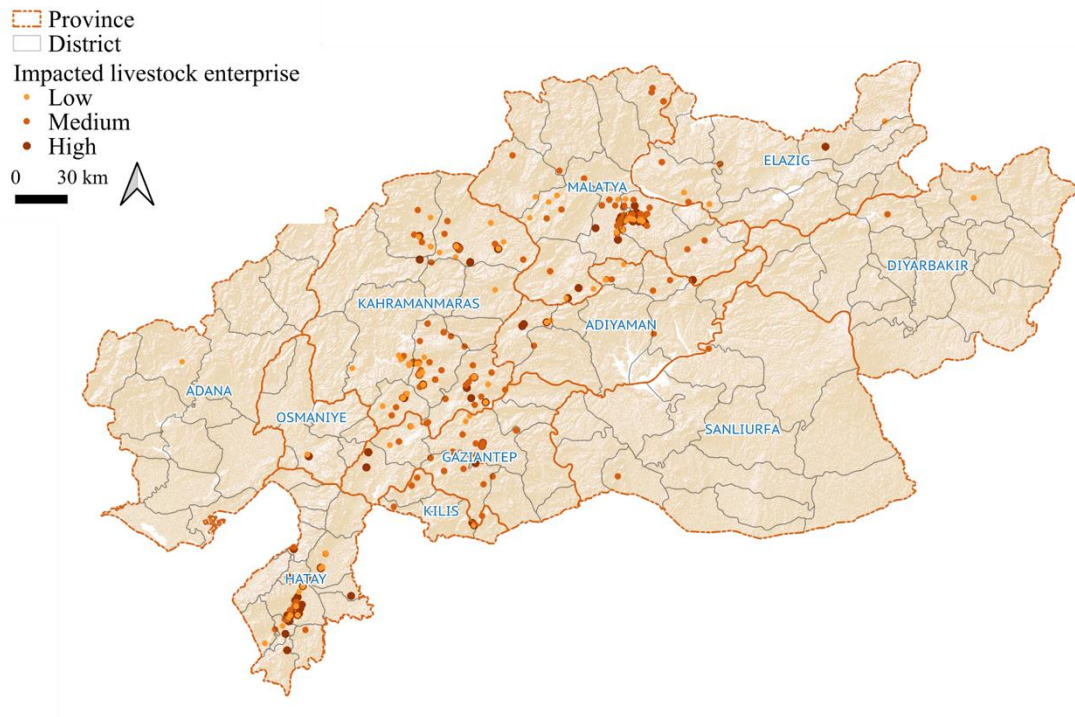 Province
District
Impacted livestock enterprise
Low
Medium
High
0 30 km
ELAZIG
MALATYA
DIYARBAKIR
KAHRAMANMARAS
ADIYAMAN
ADANA
OSMANIYE
SANLIURFA
GAZIANTEP
KILIS
HATAY